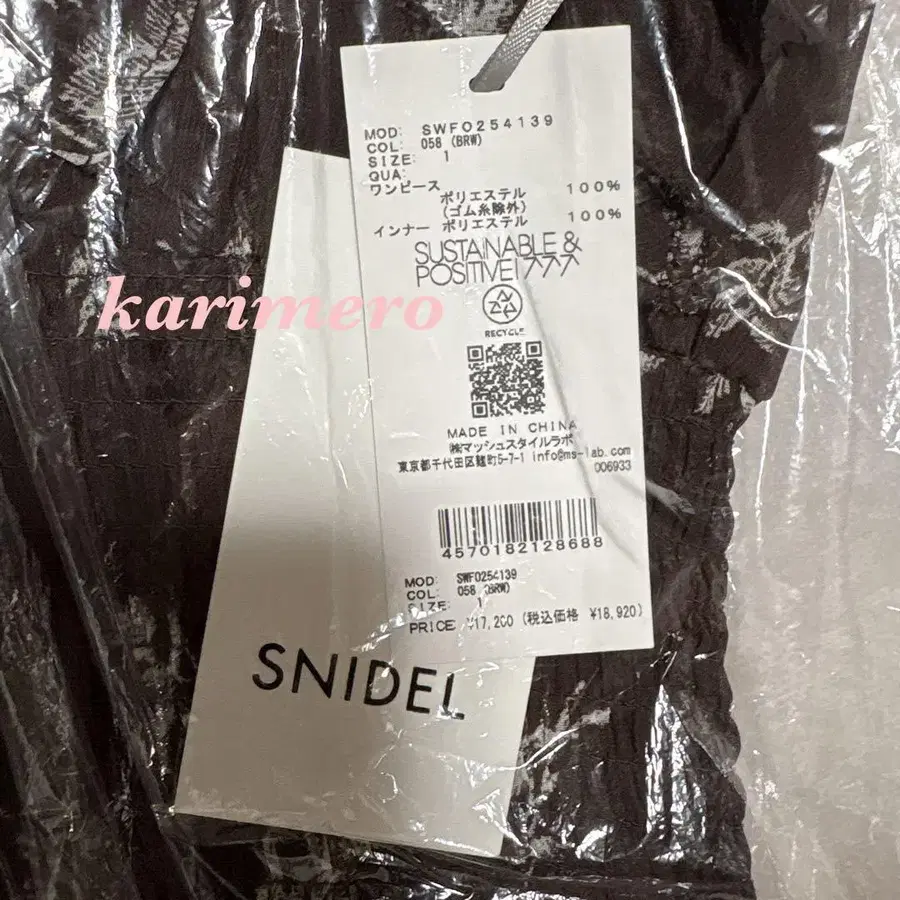 MOD: SWFO254139
COL: 058 (BRW)
SIZE: 1
QUA:
ワンピース
ポリエステル 100%
(ゴム糸除外)
インナー ポリエステル 100%
SUSTAINABLE &
POSITIVE!
RECYCLE
MADE IN CHINA
㈱マッシュスタイルラボ
東京都千代田区麹町5-7-1 info@ms-lab.com
006933
4570182128688
MOD: SWFO254139
COL: 058 (BRW)
SIZE: 1
PRICE ¥17,200 (税込価格 ¥18,920)
SNIDEL
karimero